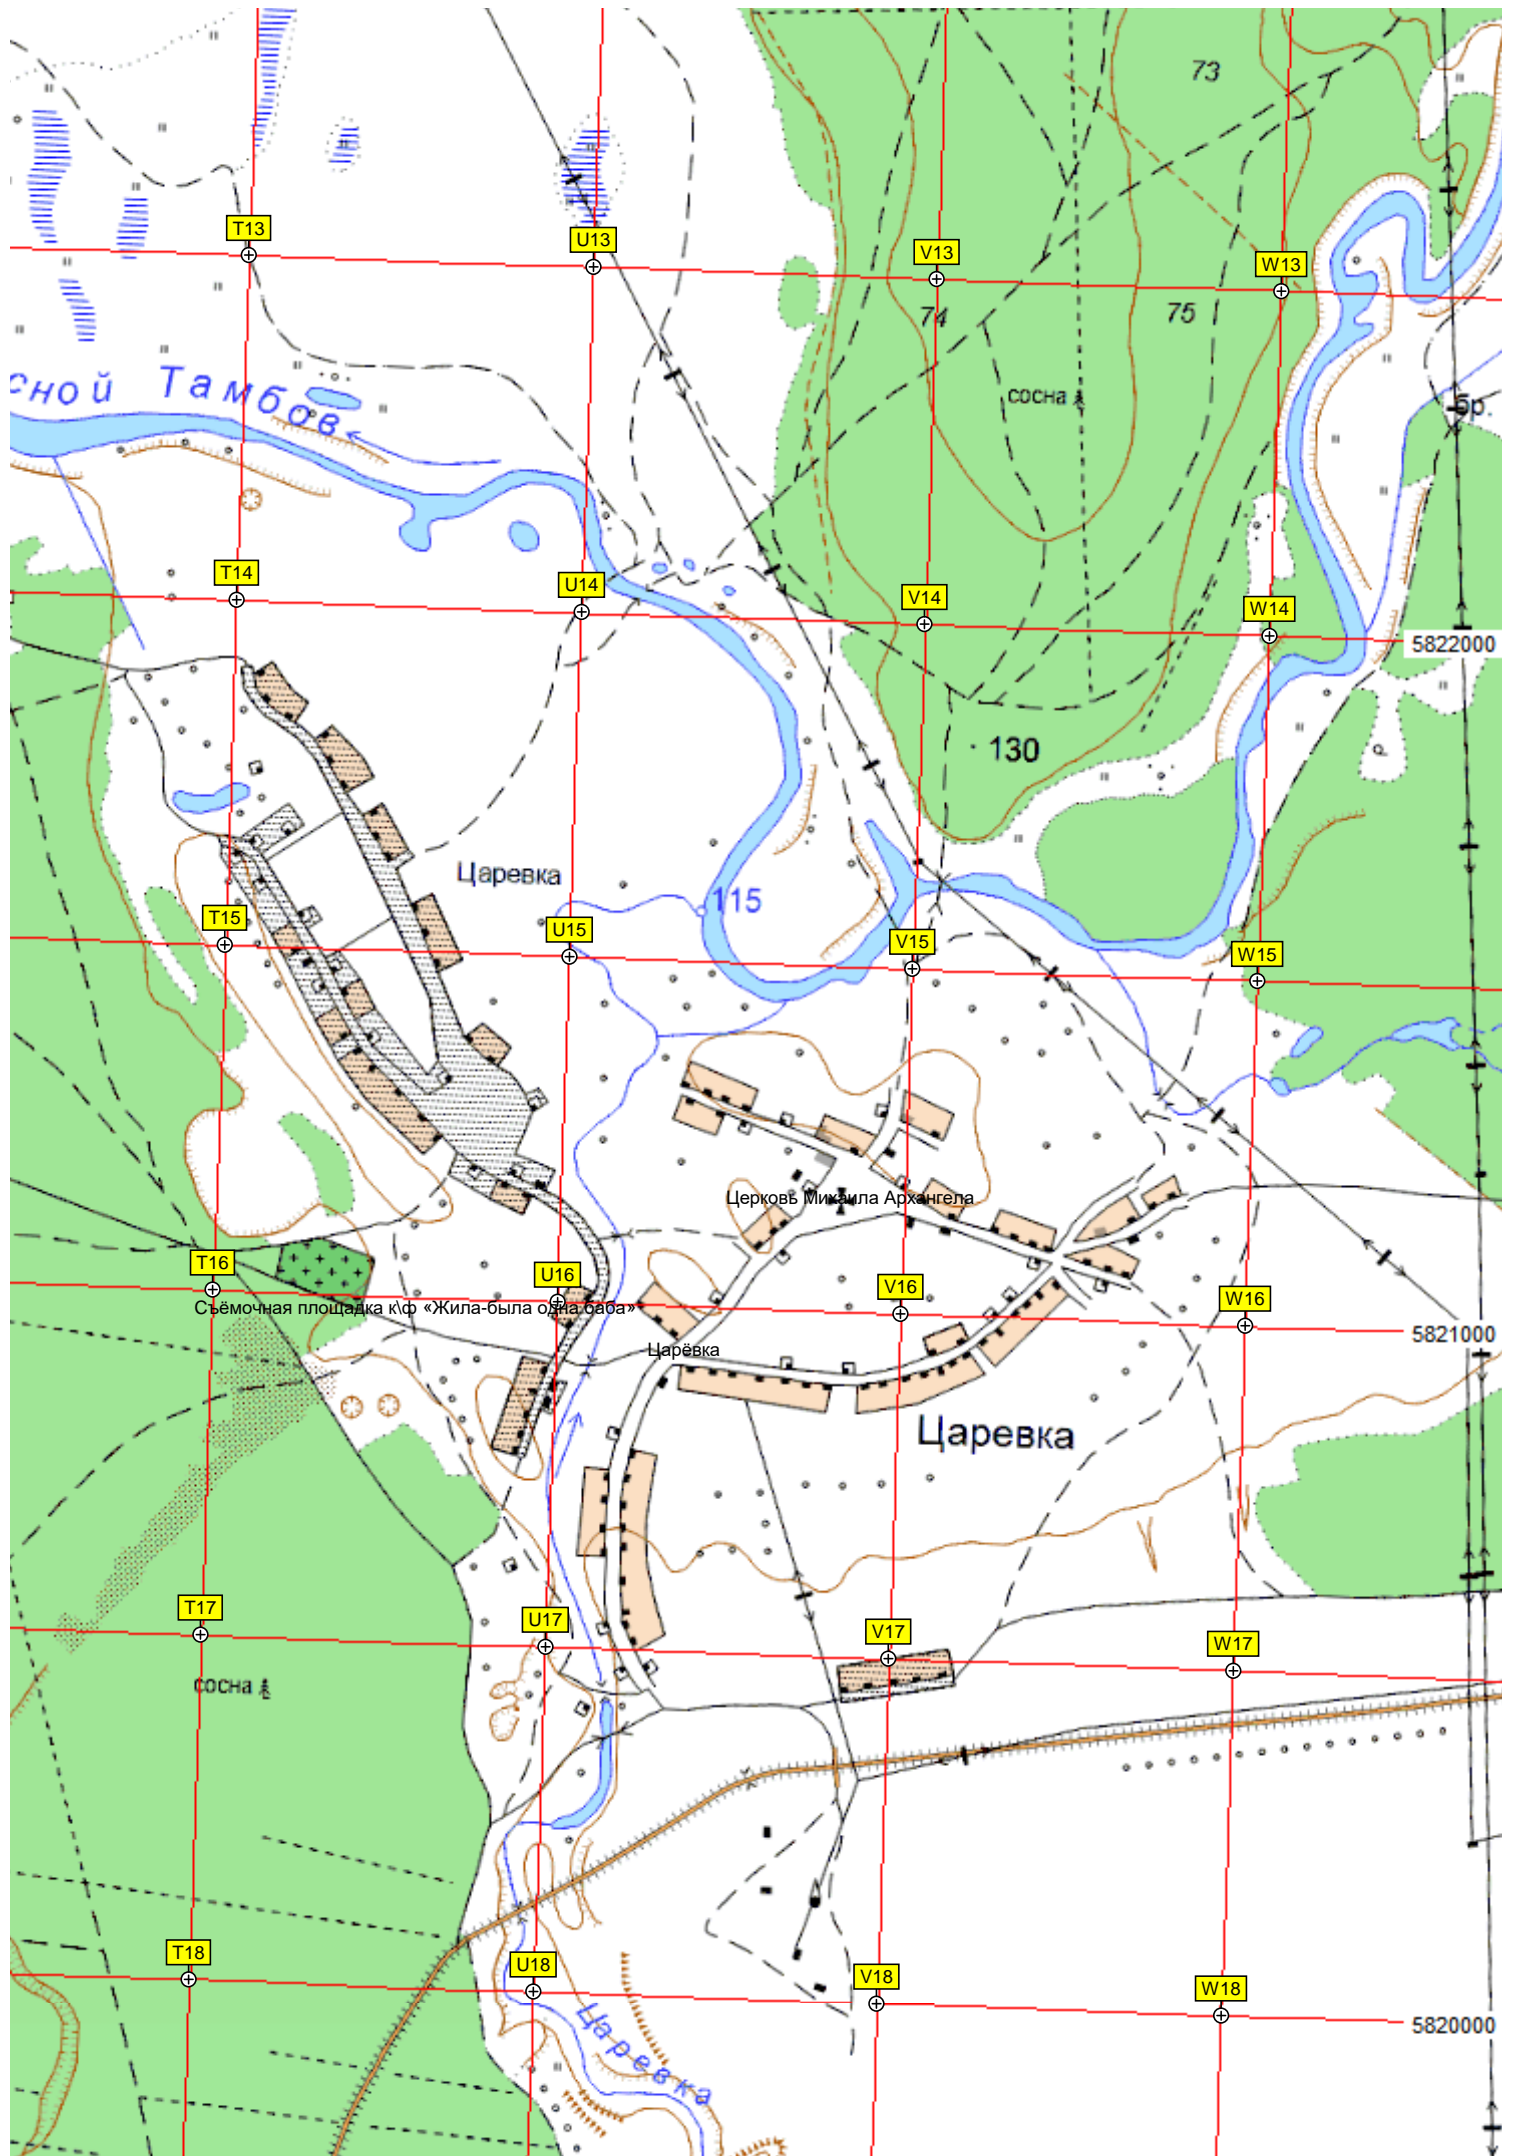 73
T13
U13
V13
W13
74
75
сной Тамбов
сосна
бр.
T14
U14
V14
W14
5822000
130
Царевка
115
T15
U15
V15
W15
Церковь Михаила Архангела
T16
U16
V16
W16
Съёмочная площадка к\ф «Жила-была одна баба»
5821000
Царёвка
Царевка
T17
U17
V17
W17
сосна
T18
U18
V18
W18
5820000
Царевка